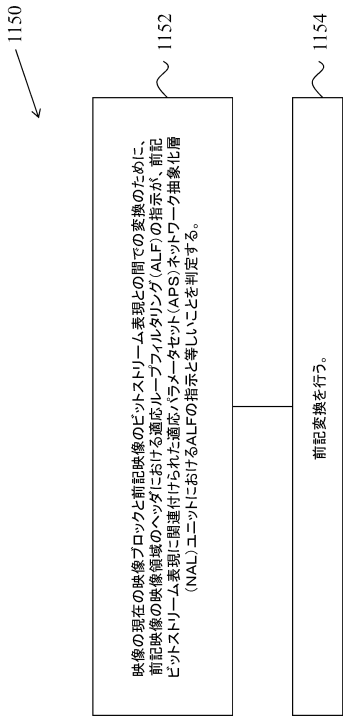 1150
1152
映像の現在の映像ブロックと前記映像のビットストリーム表現との間での変換のために、
前記映像の映像領域のヘッダにおける適応ループフィルタリング(ALF)の指示が、前記
ビットストリーム表現に関連付けられた適応パラメータセット(APS)ネットワーク抽象化層
(NAL)ユニットにおけるALFの指示と等しいことを判定する。
1154
前記変換を行う。